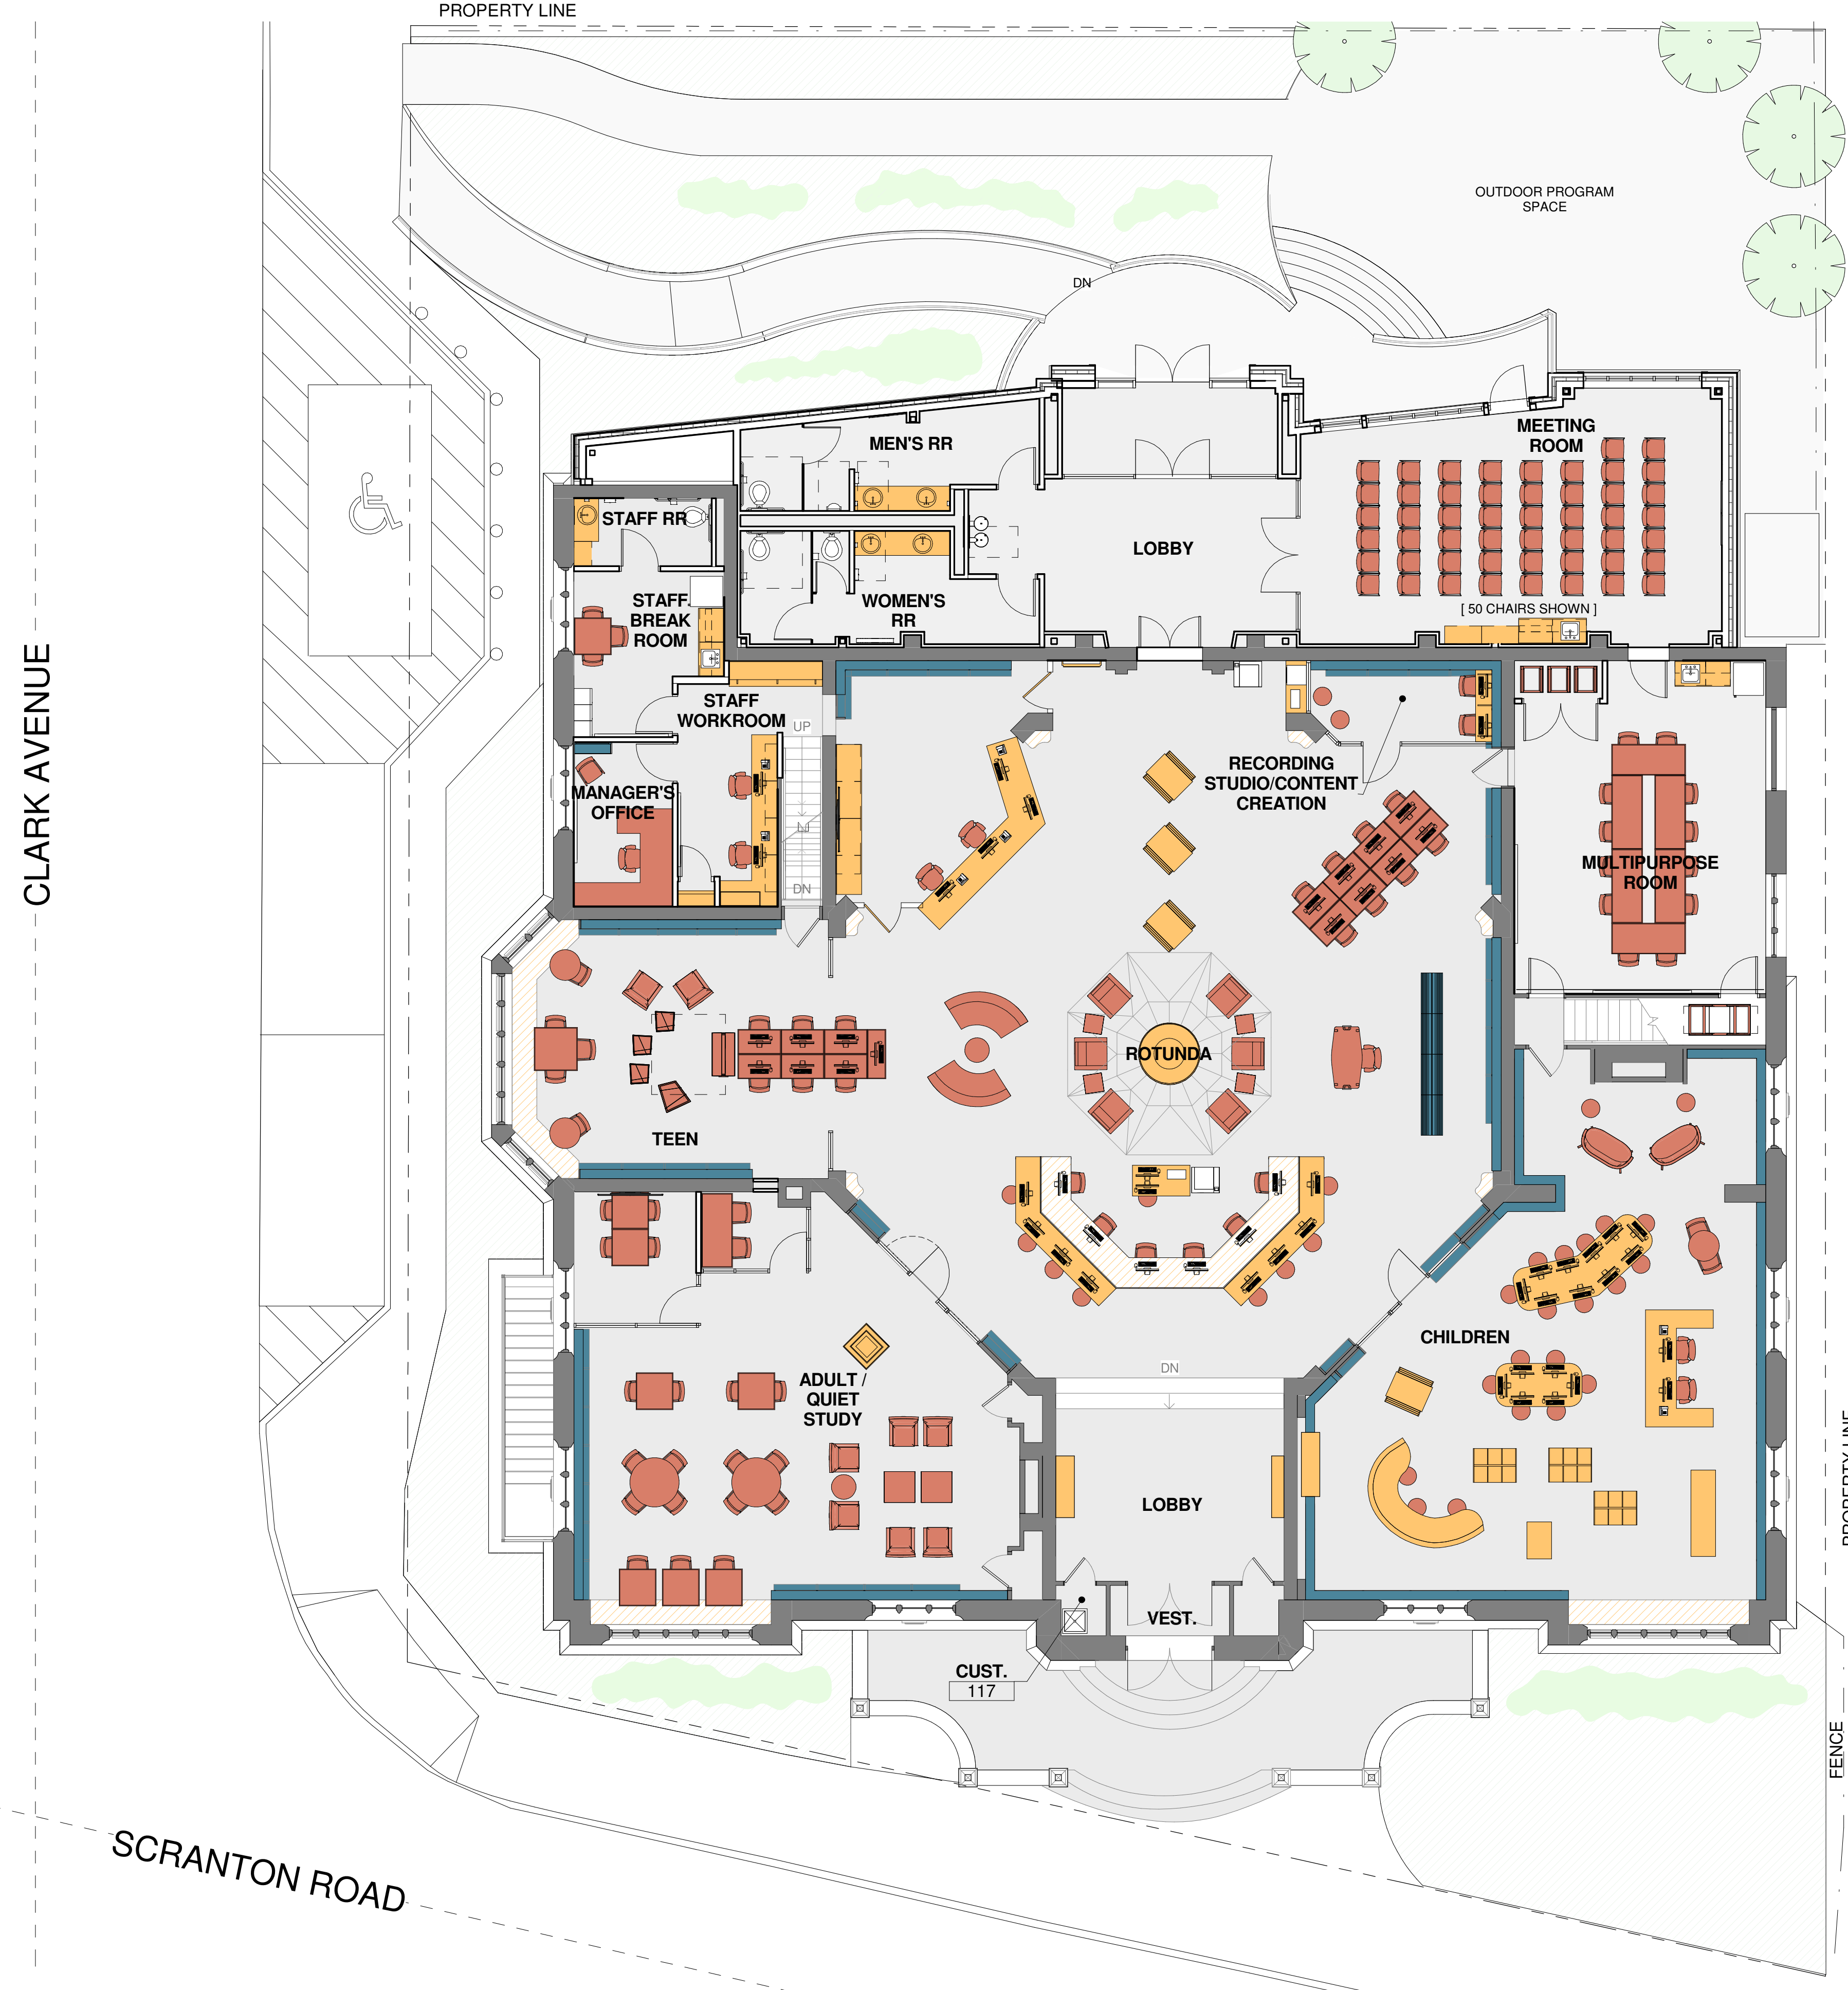 PROPERTY LINE
OUTDOOR PROGRAM
SPACE
DN
MEETING
ROOM
MEN'S RR
STAFF RR
LOBBY
STAFF
BREAK
ROOM
WOMEN'S
RR
[ 50 CHAIRS SHOWN ]
STAFF
WORKROOM
UP
RECORDING
STUDIO/CONTENT
CREATION
MANAGER'S
OFFICE
CLARK AVENUE
MULTIPURPOSE
ROOM
DN
ROTUNDA
TEEN
CHILDREN
DN
ADULT /
QUIET
STUDY
LOBBY
PROPERTY LINE
VEST.
CUST.
117
FENCE
SCRANTON ROAD